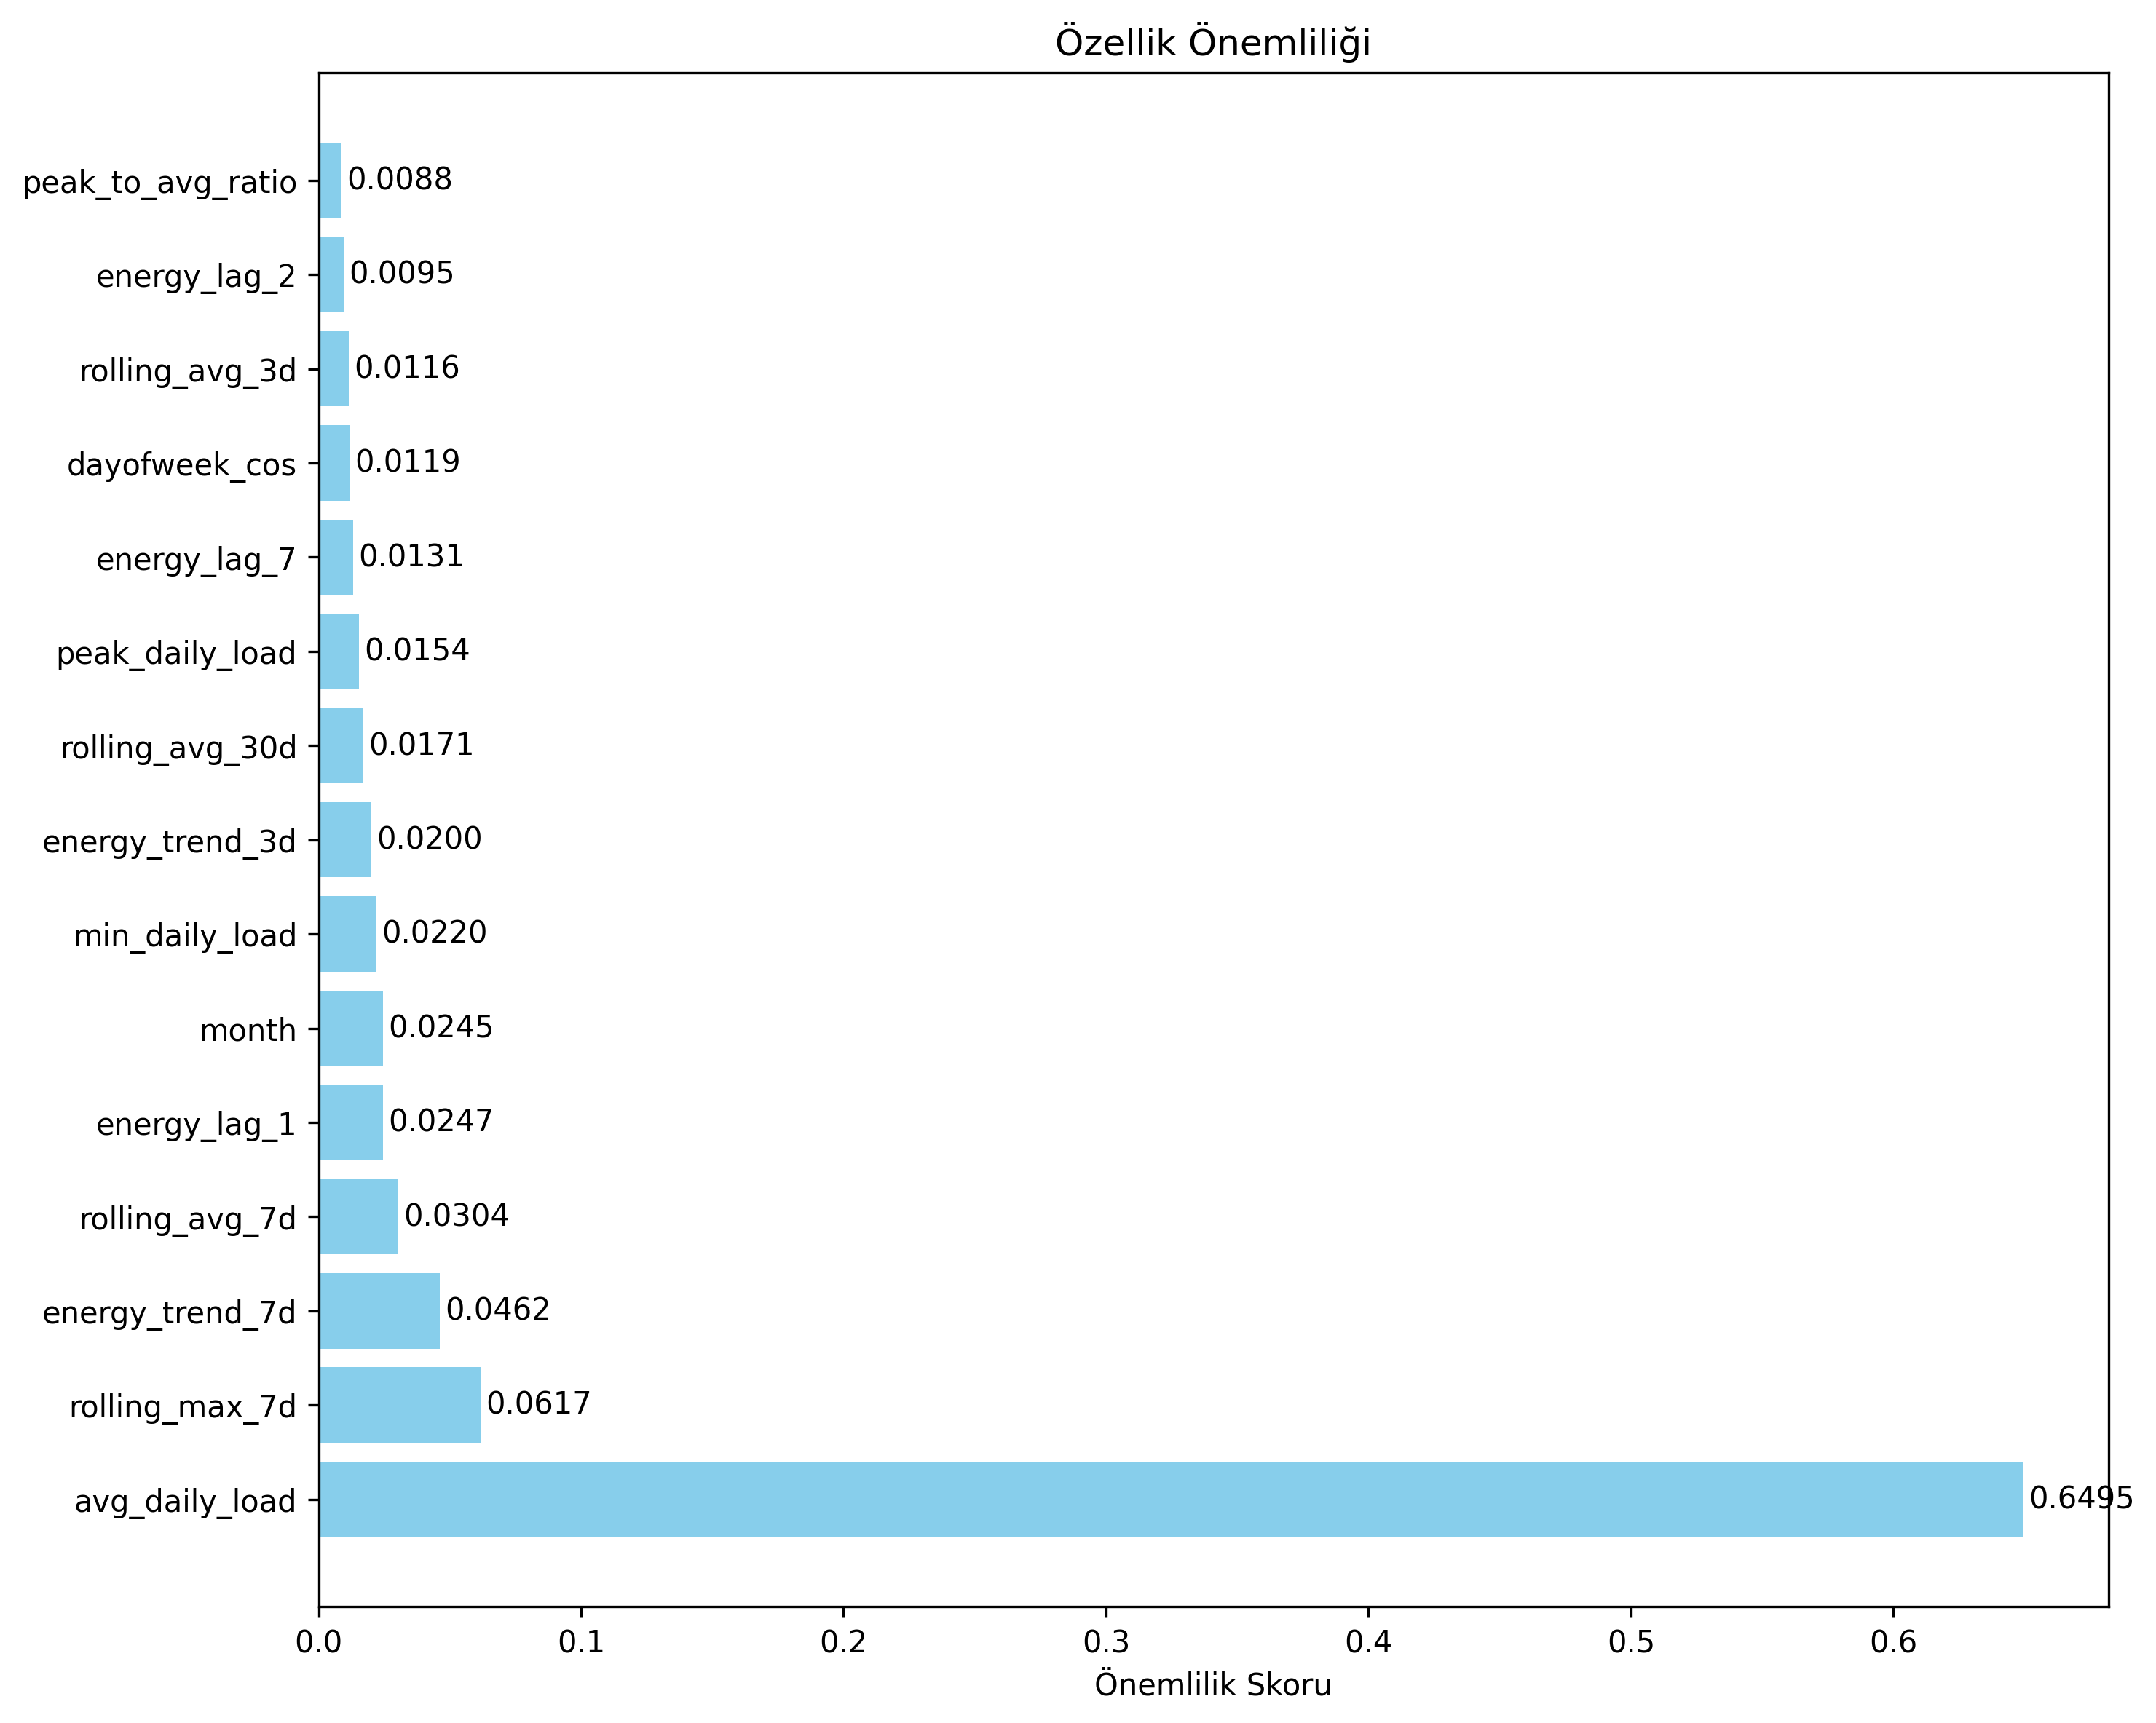 Özellik Önemliliği
peak_to_avg_ratio 0.0088
energy_lag_2 0.0095
rolling_avg_3d 0.0116
dayofweek_cos 0.0119
energy_lag_7 0.0131
peak_daily_load 0.0154
rolling_avg_30d 0.0171
energy_trend_3d 0.0200
min_daily_load 0.0220
month 0.0245
energy_lag_1 0.0247
rolling_avg_7d 0.0304
energy_trend_7d 0.0462
rolling_max_7d 0.0617
avg_daily_load 0.6495
0.0 0.1 0.2 0.3 0.4 0.5 0.6
Önemlilik Skoru